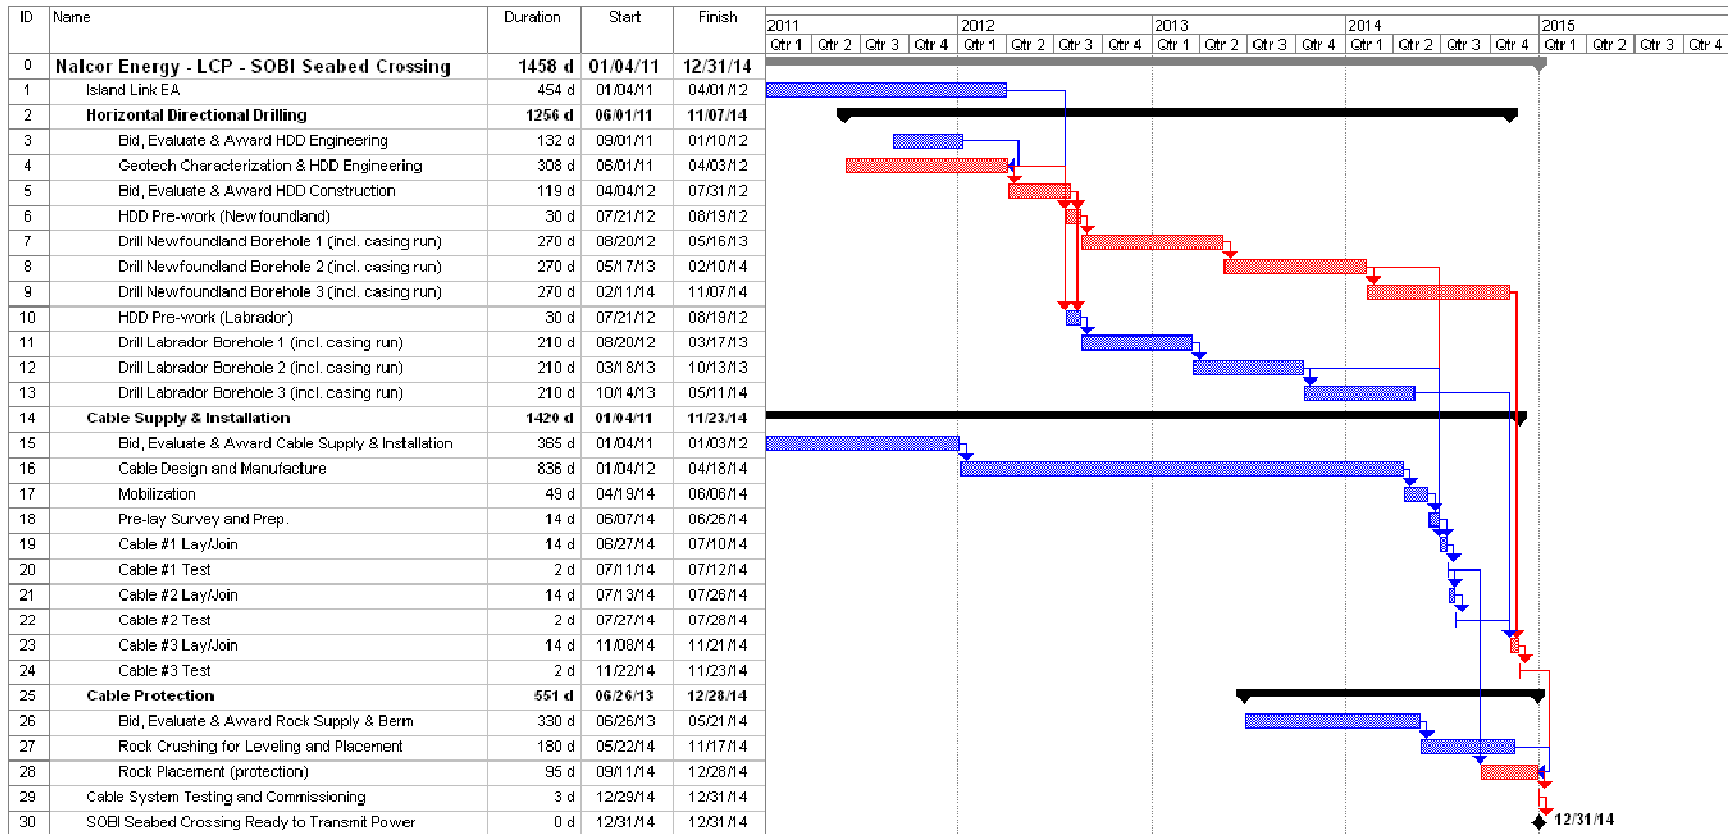 ID Name Duration Start Finish 2011 2012 2013 2014 2015
Qtr 1 Qtr 2 Qtr 3 Qtr 4 Qtr 1 Qtr 2 Qtr 3 Qtr 4 Qtr 1 Qtr 2 Qtr 3 Qtr 4 Qtr 1 Qtr 2 Qtr 3 Qtr 4 Qtr 1 Qtr 2 Qtr 3 Qtr 4
0 Nalcor Energy - LCP - SOBI Seabed Crossing 1458 d 01/04/11 12/31/14
1 Island Link EA 454 d 01/04/11 04/01/12
2 Horizontal Directional Drilling 1256 d 06/01/11 11/07/14
3 Bid, Evaluate & Award HDD Engineering 132 d 09/01/11 01/10/12
4 Geotech Characterization & HDD Engineering 308 d 06/01/11 04/03/12
5 Bid, Evaluate & Award HDD Construction 119 d 04/04/12 07/31/12
6 HDD Pre-work (Newfoundland) 30 d 07/21/12 08/19/12
7 Drill Newfoundland Borehole 1 (incl. casing run) 270 d 08/20/12 05/16/13
8 Drill Newfoundland Borehole 2 (incl. casing run) 270 d 05/17/13 02/10/14
9 Drill Newfoundland Borehole 3 (incl. casing run) 270 d 02/11/14 11/07/14
10 HDD Pre-work (Labrador) 30 d 07/21/12 08/19/12
11 Drill Labrador Borehole 1 (incl. casing run) 210 d 08/20/12 03/17/13
12 Drill Labrador Borehole 2 (incl. casing run) 210 d 03/18/13 10/13/13
13 Drill Labrador Borehole 3 (incl. casing run) 210 d 10/14/13 05/11/14
14 Cable Supply & Installation 1420 d 01/04/11 11/23/14
15 Bid, Evaluate & Award Cable Supply & Installation 365 d 01/04/11 01/03/12
16 Cable Design and Manufacture 836 d 01/04/12 04/18/14
17 Mobilization 49 d 04/19/14 06/06/14
18 Pre-lay Survey and Prep. 14 d 06/07/14 06/26/14
19 Cable #1 Lay/Join 14 d 06/27/14 07/10/14
20 Cable #1 Test 2 d 07/11/14 07/12/14
21 Cable #2 Lay/Join 14 d 07/13/14 07/26/14
22 Cable #2 Test 2 d 07/27/14 07/28/14
23 Cable #3 Lay/Join 14 d 11/08/14 11/21/14
24 Cable #3 Test 2 d 11/22/14 11/23/14
25 Cable Protection 551 d 06/26/13 12/28/14
26 Bid, Evaluate & Award Rock Supply & Berm 330 d 06/26/13 05/21/14
27 Rock Crushing for Leveling and Placement 180 d 05/22/14 11/17/14
28 Rock Placement (protection) 95 d 09/11/14 12/28/14
29 Cable System Testing and Commissioning 3 d 12/29/14 12/31/14
30 SOBI Seabed Crossing Ready to Transmit Power 0 d 12/31/14 12/31/14 12/31/14